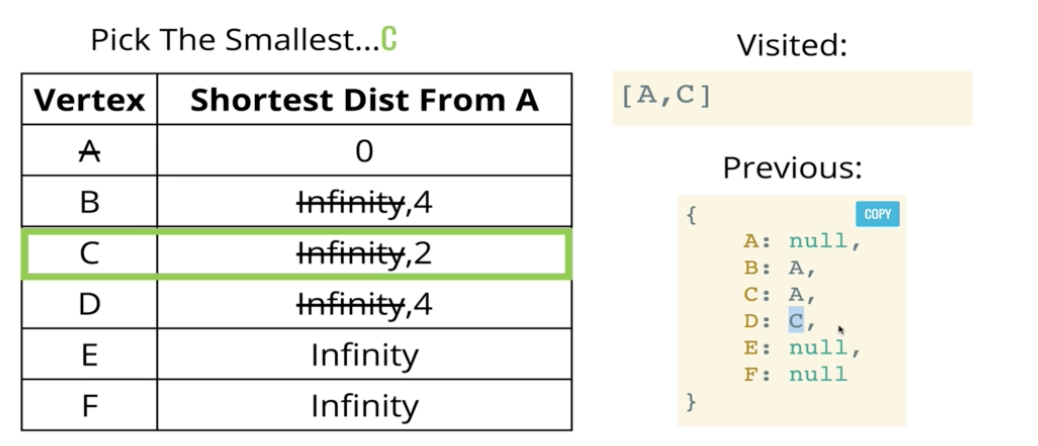 Pick The Smallest...C
Vertex Shortest Dist From A
A 0
B Infinity,4
C Infinity,2
D Infinity,4
E Infinity
F Infinity
Visited:
[A,C]
Previous:
COPY
{
A: null,
B: A,
C: A,
D: C,
E: null,
F: null
}